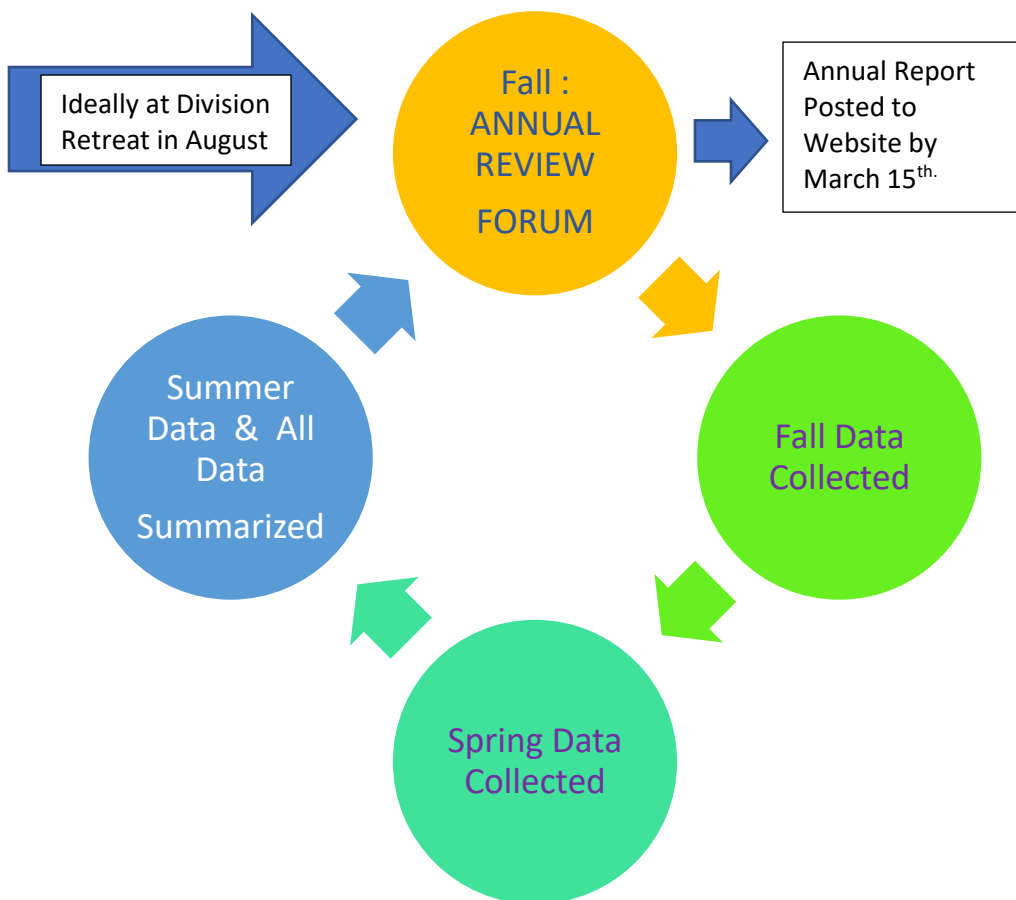 Ideally at Division
Retreat in August
Fall :
ANNUAL
REVIEW
FORUM
Annual Report
Posted to
Website by
March 15th.
Fall Data
Collected
Spring Data
Collected
Summer
Data & All
Data
Summarized